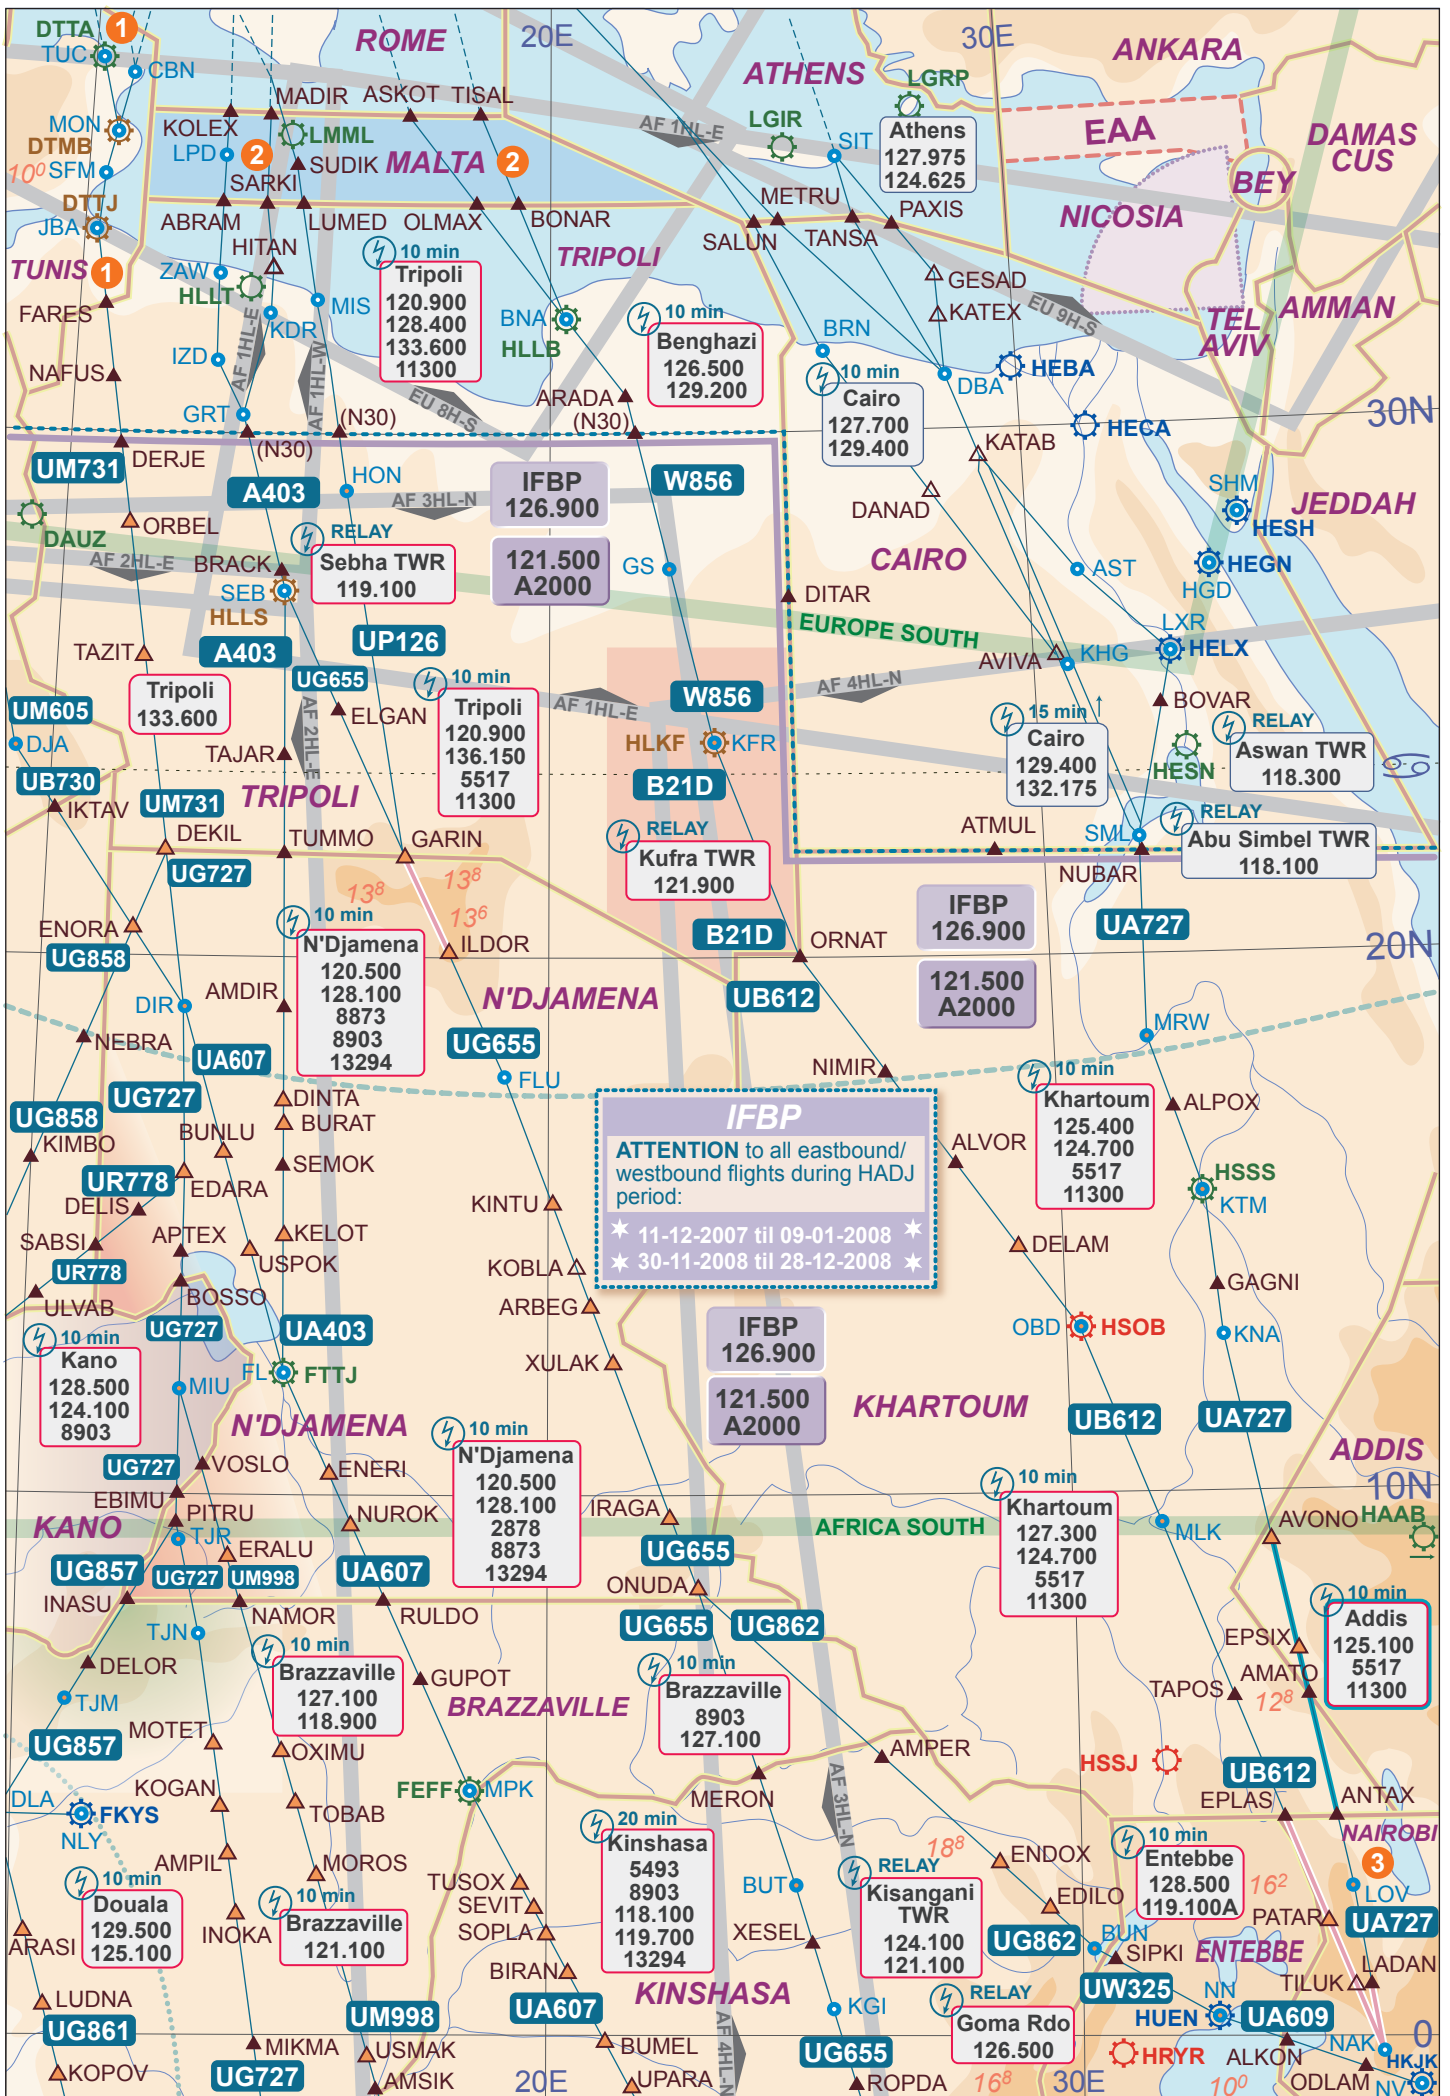 DTTA
1
TUC
CBN
ROME
20E
30E
ANKARA
ATHENS
LGRP
MADIR
ASKOT
TISAL
MON
DTMB
KOLEX
LPD
2
LMML
SUDIK
MALTA
2
AF 1HL-E
LGIR
SIT
Athens
127.975
124.625
EAA
DAMAS
CUS
10⁰
SFM
SARKI
BEY
DTTJ
JBA
ABRAM
LUMED
OLMAX
BONAR
METRU
PAXIS
NICOSIA
SALUN
TANSA
HITAN
10 min
Tripoli
120.900
128.400
133.600
11300
TRIPOLI
TUNIS
1
ZAW
HLLT
MIS
GESAD
FARES
KDR
BNA
HLLB
10 min
Benghazi
126.500
129.200
KATEX
EU 9H-S
AMMAN
TEL
AVIV
BRN
IZD
AF 1HL-E
AF 1HL-W
EU 8H-S
NAFUS
10 min
Cairo
127.700
129.400
DBA
HEBA
ARADA
GRT
(N30)
(N30)
(N30)
30N
HECA
DERJE
KATAB
UM731
HON
IFBP
126.900
W856
A403
AF 3HL-N
DANAD
SHM
HESH
JEDDAH
ORBEL
DAUZ
RELAY
Sebha TWR
119.100
121.500
A2000
CAIRO
AF 2HL-E
BRACK
SEB
HLLS
GS
AST
HEGN
HGD
DITAR
EUROPE SOUTH
LXR
HELX
A403
UP126
TAZIT
AVIVA
KHG
Tripoli
133.600
UG655
10 min
Tripoli
120.900
136.150
5517
11300
AF 1HL-E
W856
AF 4HL-N
BOVAR
UM605
DJA
ELGAN
AF 2HL-E
15 min
Cairo
129.400
132.175
RELAY
Aswan TWR
118.300
TAJAR
HLKF
KFR
HESN
UB730
IKTAV
UM731
TRIPOLI
B21D
RELAY
Kufra TWR
121.900
RELAY
Abu Simbel TWR
118.100
DEKIL
TUMMO
GARIN
ATMUL
SML
NUBAR
UG727
13⁸
13⁸
13⁶
IFBP
126.900
ENORA
UG858
10 min
N'Djamena
120.500
128.100
8873
8903
13294
ILDOR
B21D
ORNAT
UA727
20N
DIR
AMDIR
N'DJAMENA
UB612
121.500
A2000
NEBRA
UA607
UG655
MRW
NIMIR
FLU
10 min
Khartoum
125.400
124.700
5517
11300
UG727
DINTA
BURAT
IFBP
ATTENTION to all eastbound/
westbound flights during HADJ
period:
11-12-2007 til 09-01-2008
30-11-2008 til 28-12-2008
ALPOX
UG858
KIMBO
BUNLU
SEMOK
ALVOR
UR778
EDARA
KINTU
HSSS
KTM
DELIS
SABSI
APTEX
KELOT
USPOK
DELAM
UR778
KOBLA
ULVAB
BOSSO
ARBEG
GAGNI
10 min
Kano
128.500
124.100
8903
UG727
UA403
IFBP
126.900
OBD
HSOB
KNA
MIU
FL
FTTJ
XULAK
121.500
A2000
N'DJAMENA
KHARTOUM
UB612
UA727
10 min
N'Djamena
120.500
128.100
2878
8873
13294
ADDIS
UG727
VOSLO
ENERI
10 min
Khartoum
127.300
124.700
5517
11300
10N
EBIMU
PITRU
NUROK
IRAGA
KANO
TJR
AFRICA SOUTH
MLK
AVONO
HAAB
ERALU
UG655
UG857
UG727
UM998
UA607
ONUDA
INASU
NAMOR
RULDO
10 min
Addis
125.100
5517
11300
TJN
UG655
UG862
EPSIX
DELOR
10 min
Brazzaville
127.100
118.900
GUPOT
10 min
Brazzaville
8903
127.100
AMATO
TJM
BRAZZAVILLE
TAPOS
12⁸
UG857
MOTET
OXIMU
AMPER
HSSJ
UB612
DLA
FKYS
NLY
KOGAN
TOBAB
FEFF
MPK
MERON
AF 3HL-N
EPLAS
ANTAX
20 min
Kinshasa
5493
8903
118.100
119.700
13294
NAIROBI
3
AMPIL
MOROS
18⁸
ENDOX
10 min
Entebbe
128.500
119.100A
16²
10 min
Douala
129.500
125.100
10 min
Brazzaville
121.100
TUSOX
SEVIT
SOPLA
BUT
RELAY
Kisangani
TWR
124.100
121.100
EDILO
LOV
UA727
INOKA
PATAR
ARASI
XESEL
UG862
BUN
SIPKI
ENTEBBE
BIRAN
KINSHASA
LADAN
TILUK
LUDNA
UA607
KGI
RELAY
Goma Rdo
126.500
UW325
NN
HUEN
UA609
UG861
UM998
MIKMA
USMAK
BUMEL
AF 4HL-N
UG655
HRYR
ALKON
NAK
0
HKJK
KOPOV
UG727
AMSIK
20E
UPARA
ROPDA
16⁸
30E
10⁰
ODLAM
NV